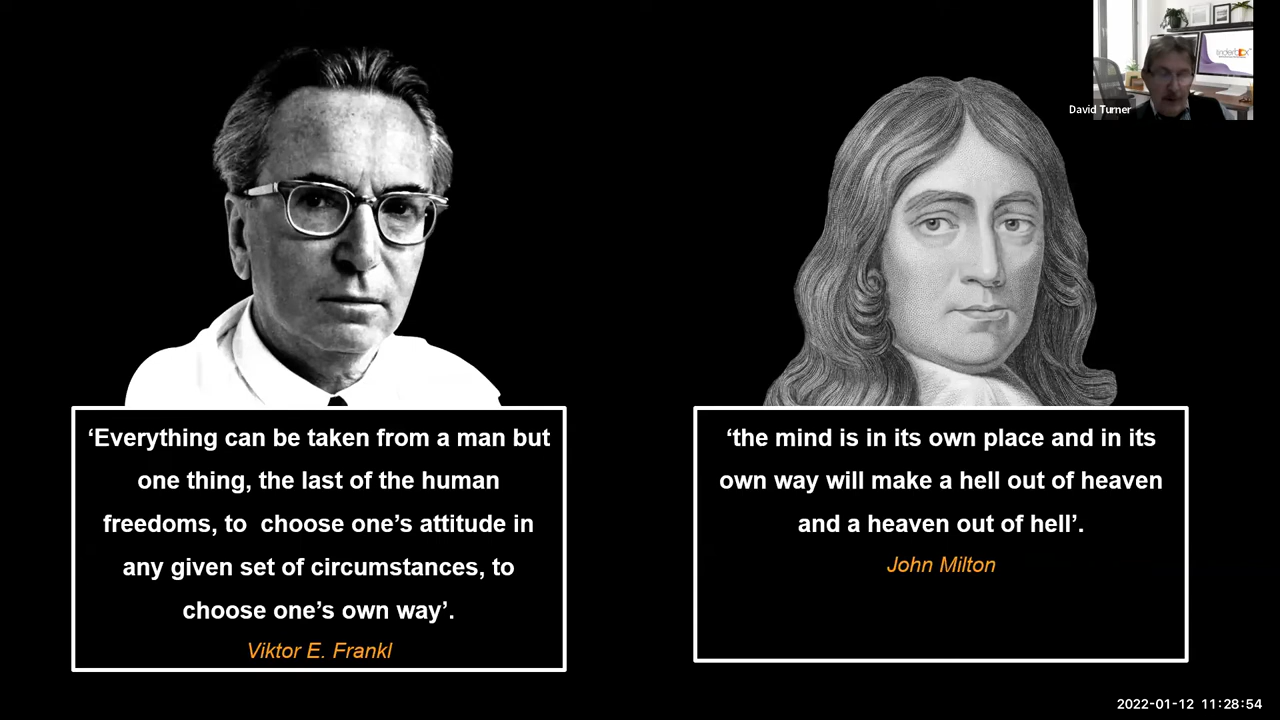 David Turner
‘Everything can be taken from a man but
one thing, the last of the human
freedoms, to  choose one’s attitude in
any given set of circumstances, to
choose one’s own way’.
Viktor E. Frankl
‘the mind is in its own place and in its
own way will make a hell out of heaven
and a heaven out of hell’.
John Milton
2022-01-12 11:28:54